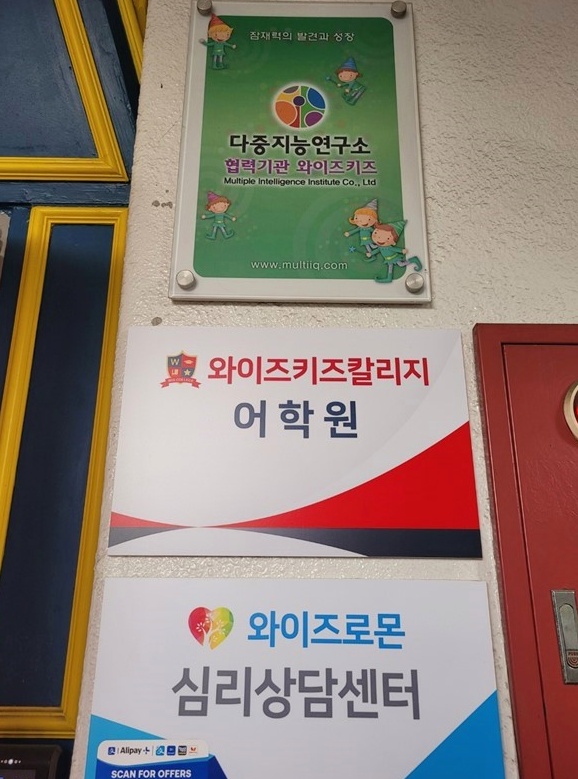 잠재력의 발견과 성장
다중지능연구소
협력기관 와이즈키즈
Multiple Intelligence Institute Co., Ltd
www.multiiq.com
W
와이즈키즈칼리지
어학원
와이즈로몬
심리상담센터
Alipay+
SCAN FOR OFFERS